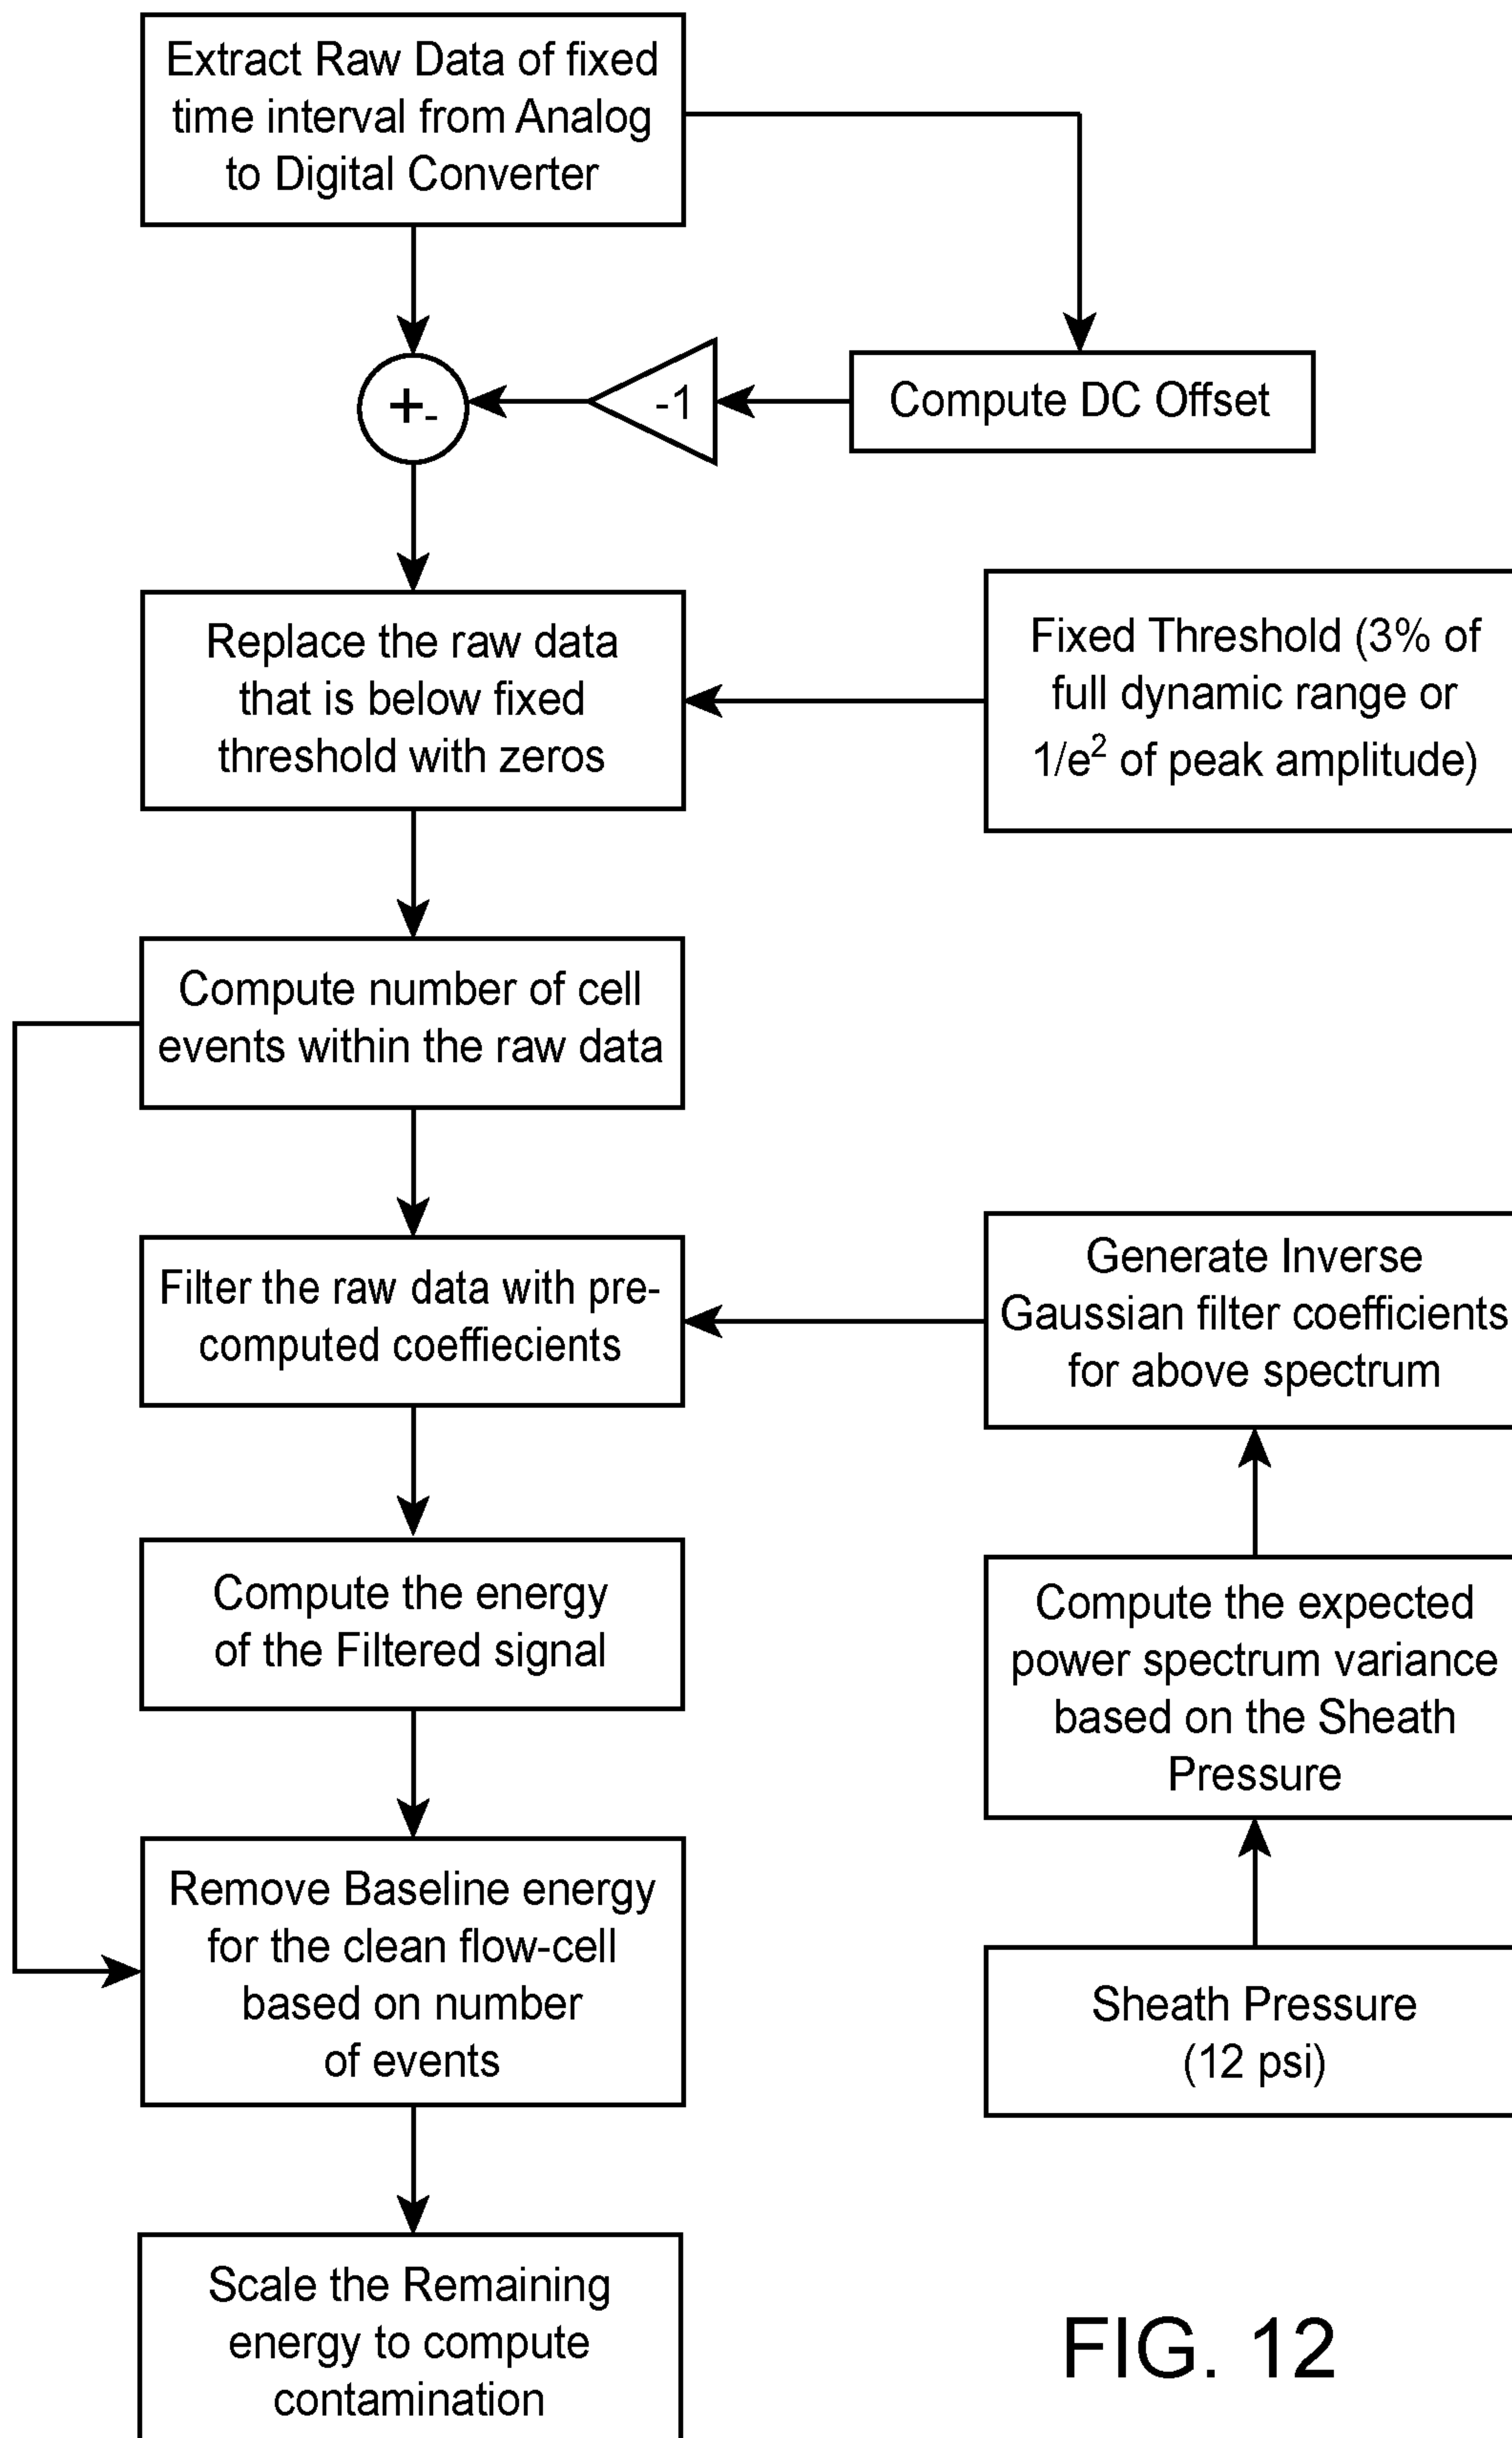 Extract Raw Data of fixed
time interval from Analog
to Digital Converter
+-
-1
Compute DC Offset
Replace the raw data
that is below fixed
threshold with zeros
Fixed Threshold (3% of
full dynamic range or
1/e² of peak amplitude)
Compute number of cell
events within the raw data
Filter the raw data with pre-
computed coeffiecients
Generate Inverse
Gaussian filter coefficients
for above spectrum
Compute the energy
of the Filtered signal
Compute the expected
power spectrum variance
based on the Sheath
Pressure
Remove Baseline energy
for the clean flow-cell
based on number
of events
Sheath Pressure
(12 psi)
Scale the Remaining
energy to compute
contamination
FIG. 12